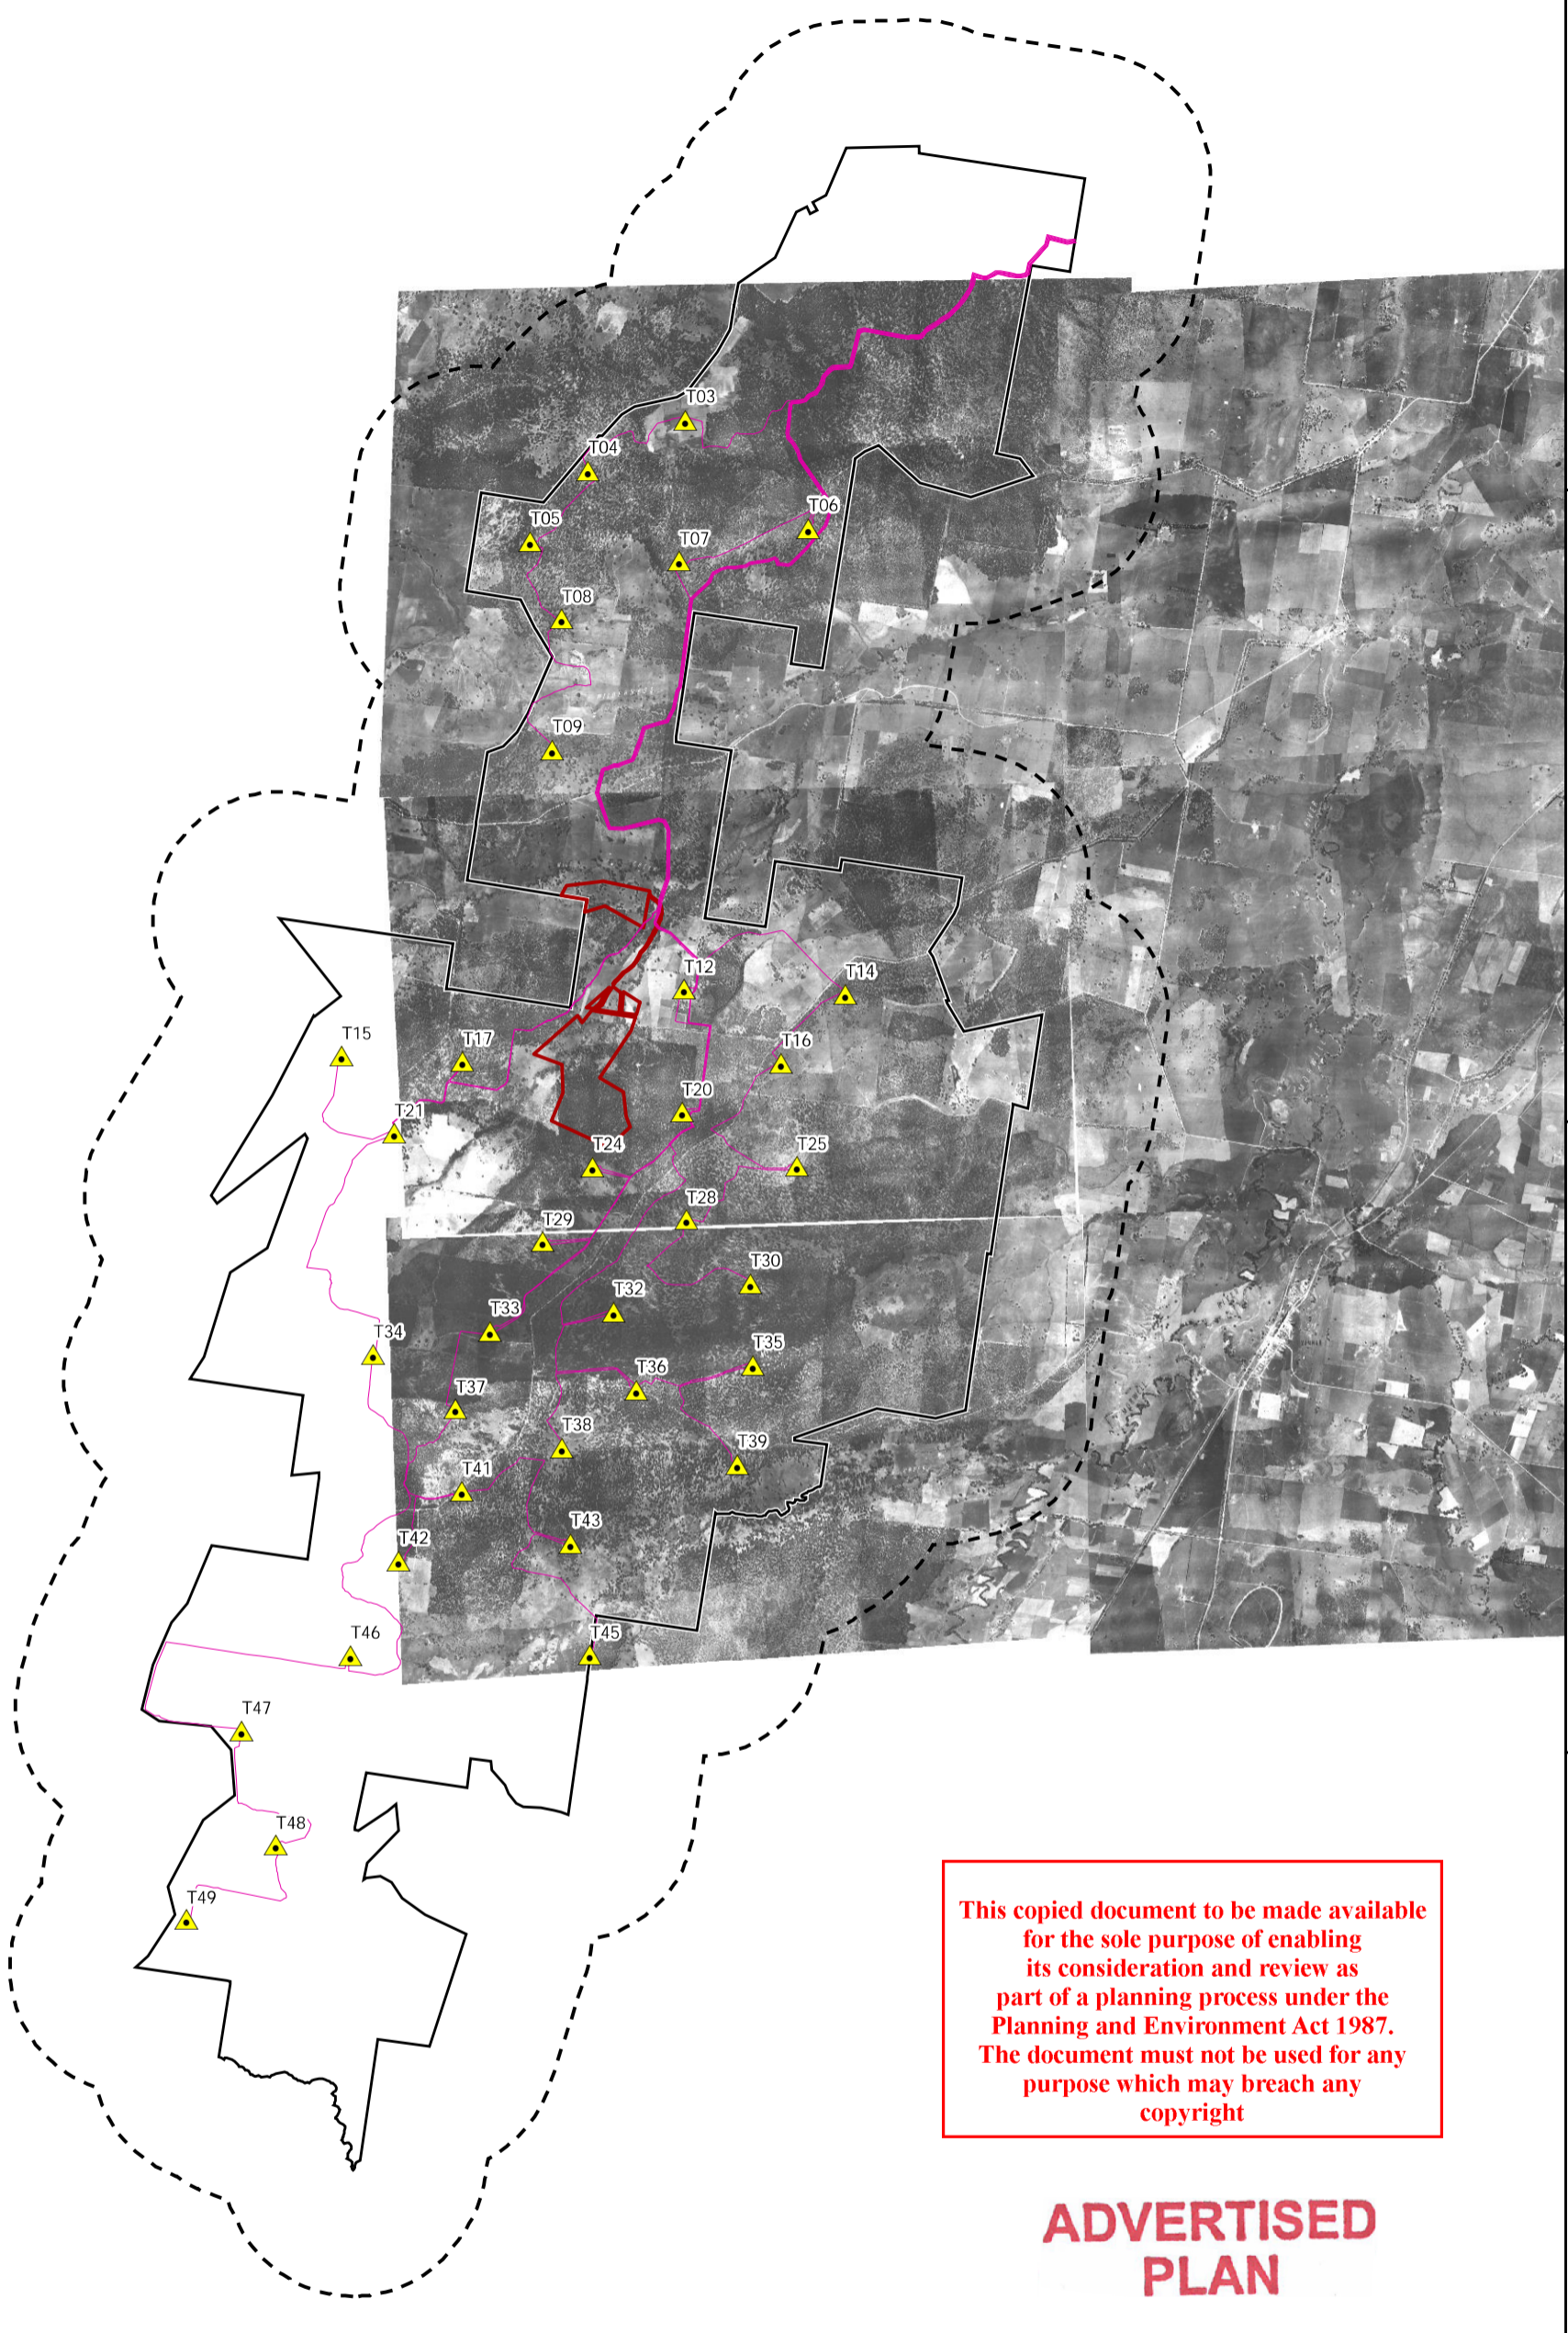 T03
T04
T05
T06
T07
T08
T09
T12
T14
T15
T17
T16
T21
T20
T24
T25
T28
T29
T30
T32
T33
T34
T35
T36
T37
T38
T39
T41
T42
T43
T45
T46
T47
T48
T49
This copied document to be made available
for the sole purpose of enabling
its consideration and review as
part of a planning process under the
Planning and Environment Act 1987.
The document must not be used for any
purpose which may breach any
copyright
ADVERTISED
PLAN